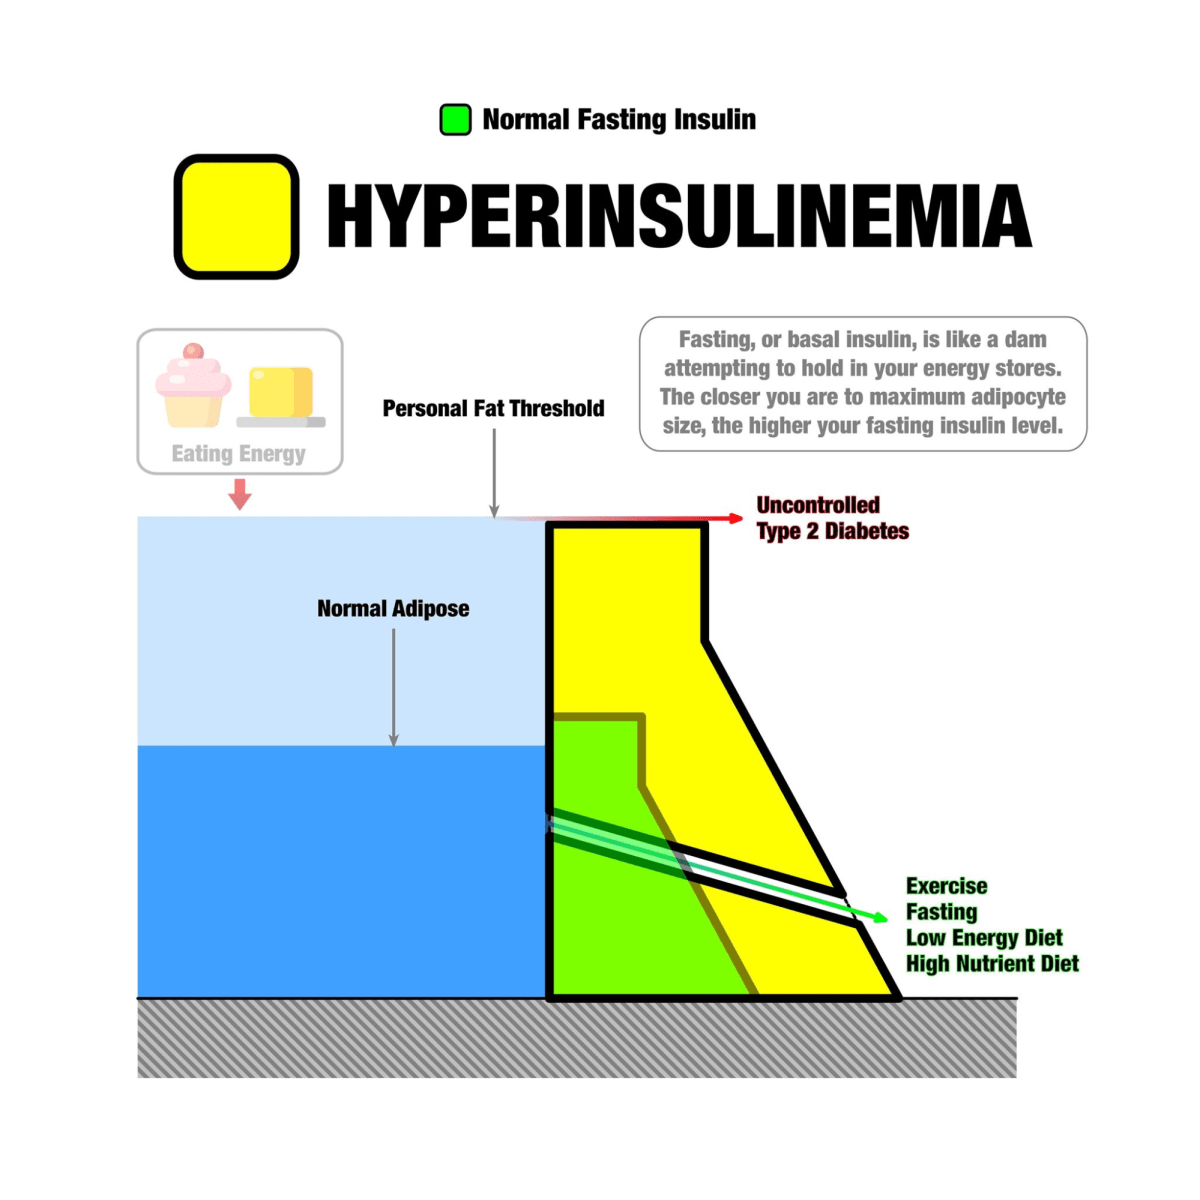 Normal Fasting Insulin
HYPERINSULINEMIA
Eating Energy
Personal Fat Threshold
Fasting, or basal insulin, is like a dam
attempting to hold in your energy stores.
The closer you are to maximum adipocyte
size, the higher your fasting insulin level.
Uncontrolled
Type 2 Diabetes
Normal Adipose
Exercise
Fasting
Low Energy Diet
High Nutrient Diet